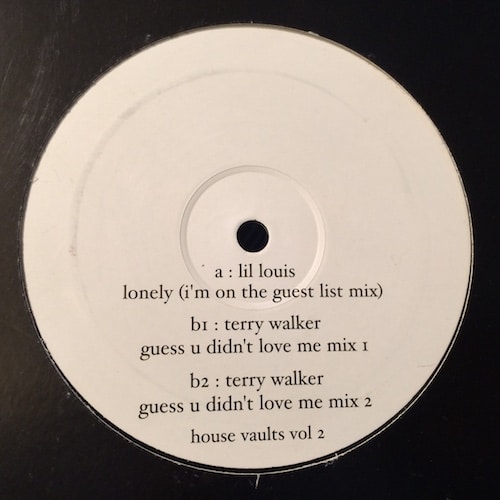 a : lil louis
lonely (i'm on the guest list mix)
b1 : terry walker
guess u didn't love me mix 1
b2 : terry walker
guess u didn't love me mix 2
house vaults vol 2